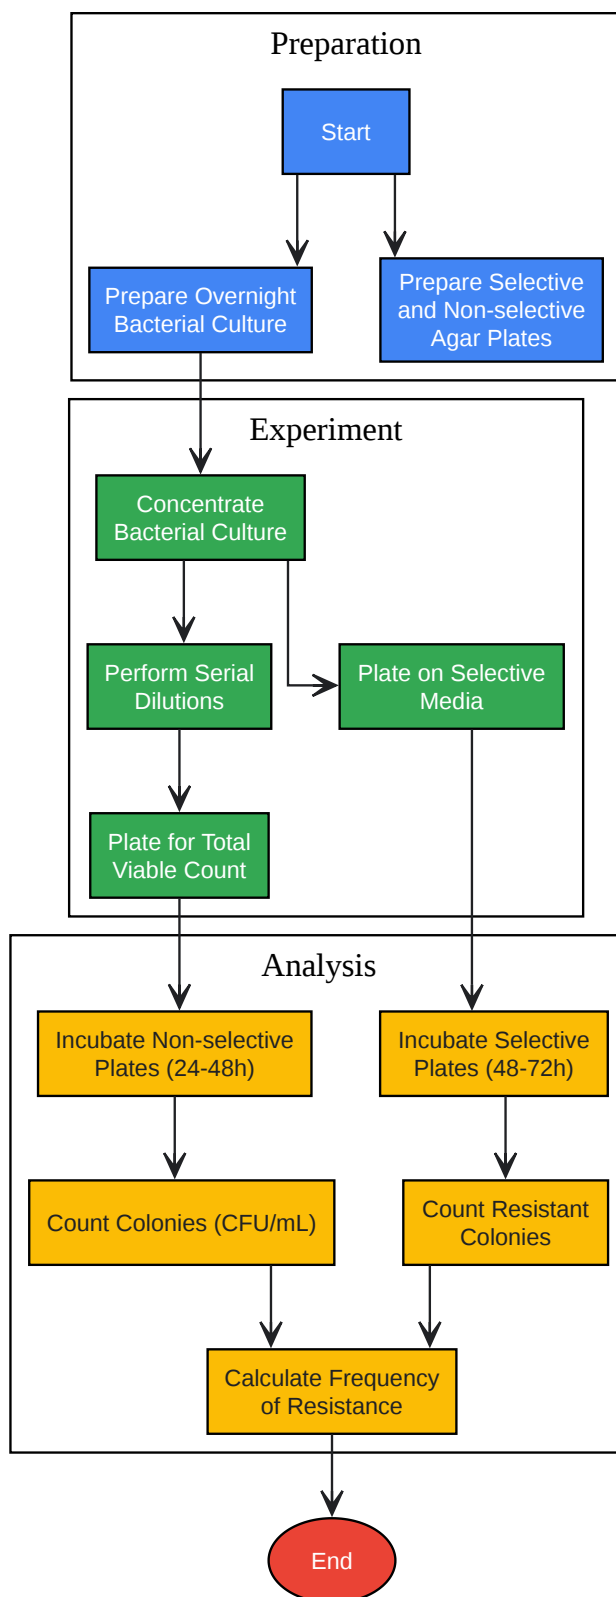 Preparation
Start
Prepare Overnight
Bacterial Culture
Prepare Selective
and Non-selective
Agar Plates
Experiment
Concentrate
Bacterial Culture
Perform Serial
Dilutions
Plate on Selective
Media
Plate for Total
Viable Count
Analysis
Incubate Non-selective
Plates (24-48h)
Incubate Selective
Plates (48-72h)
Count Colonies (CFU/mL)
Count Resistant
Colonies
Calculate Frequency
of Resistance
End